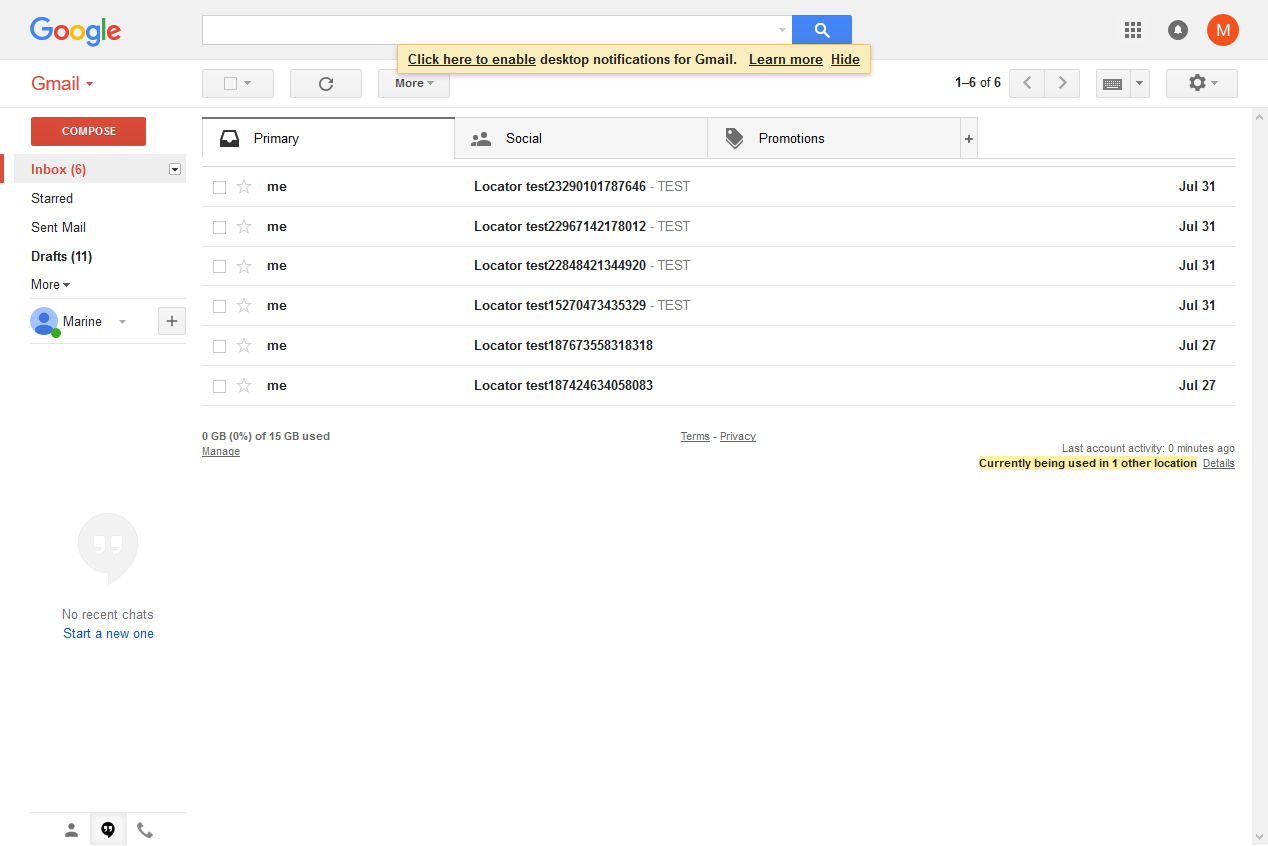 Google
M
Click here to enable desktop notifications for Gmail. Learn more Hide
Gmail
More
1–6 of 6
COMPOSE
Primary
Social
Promotions
+
Inbox (6)
Starred
Sent Mail
Drafts (11)
More
Marine
me Locator test23290101787646 - TEST Jul 31
me Locator test22967142178012 - TEST Jul 31
me Locator test22848421344920 - TEST Jul 31
me Locator test15270473435329 - TEST Jul 31
me Locator test187673558318318 Jul 27
me Locator test187424634058083 Jul 27
0 GB (0%) of 15 GB used
Manage
Terms - Privacy
Last account activity: 0 minutes ago
Currently being used in 1 other location Details
No recent chats
Start a new one